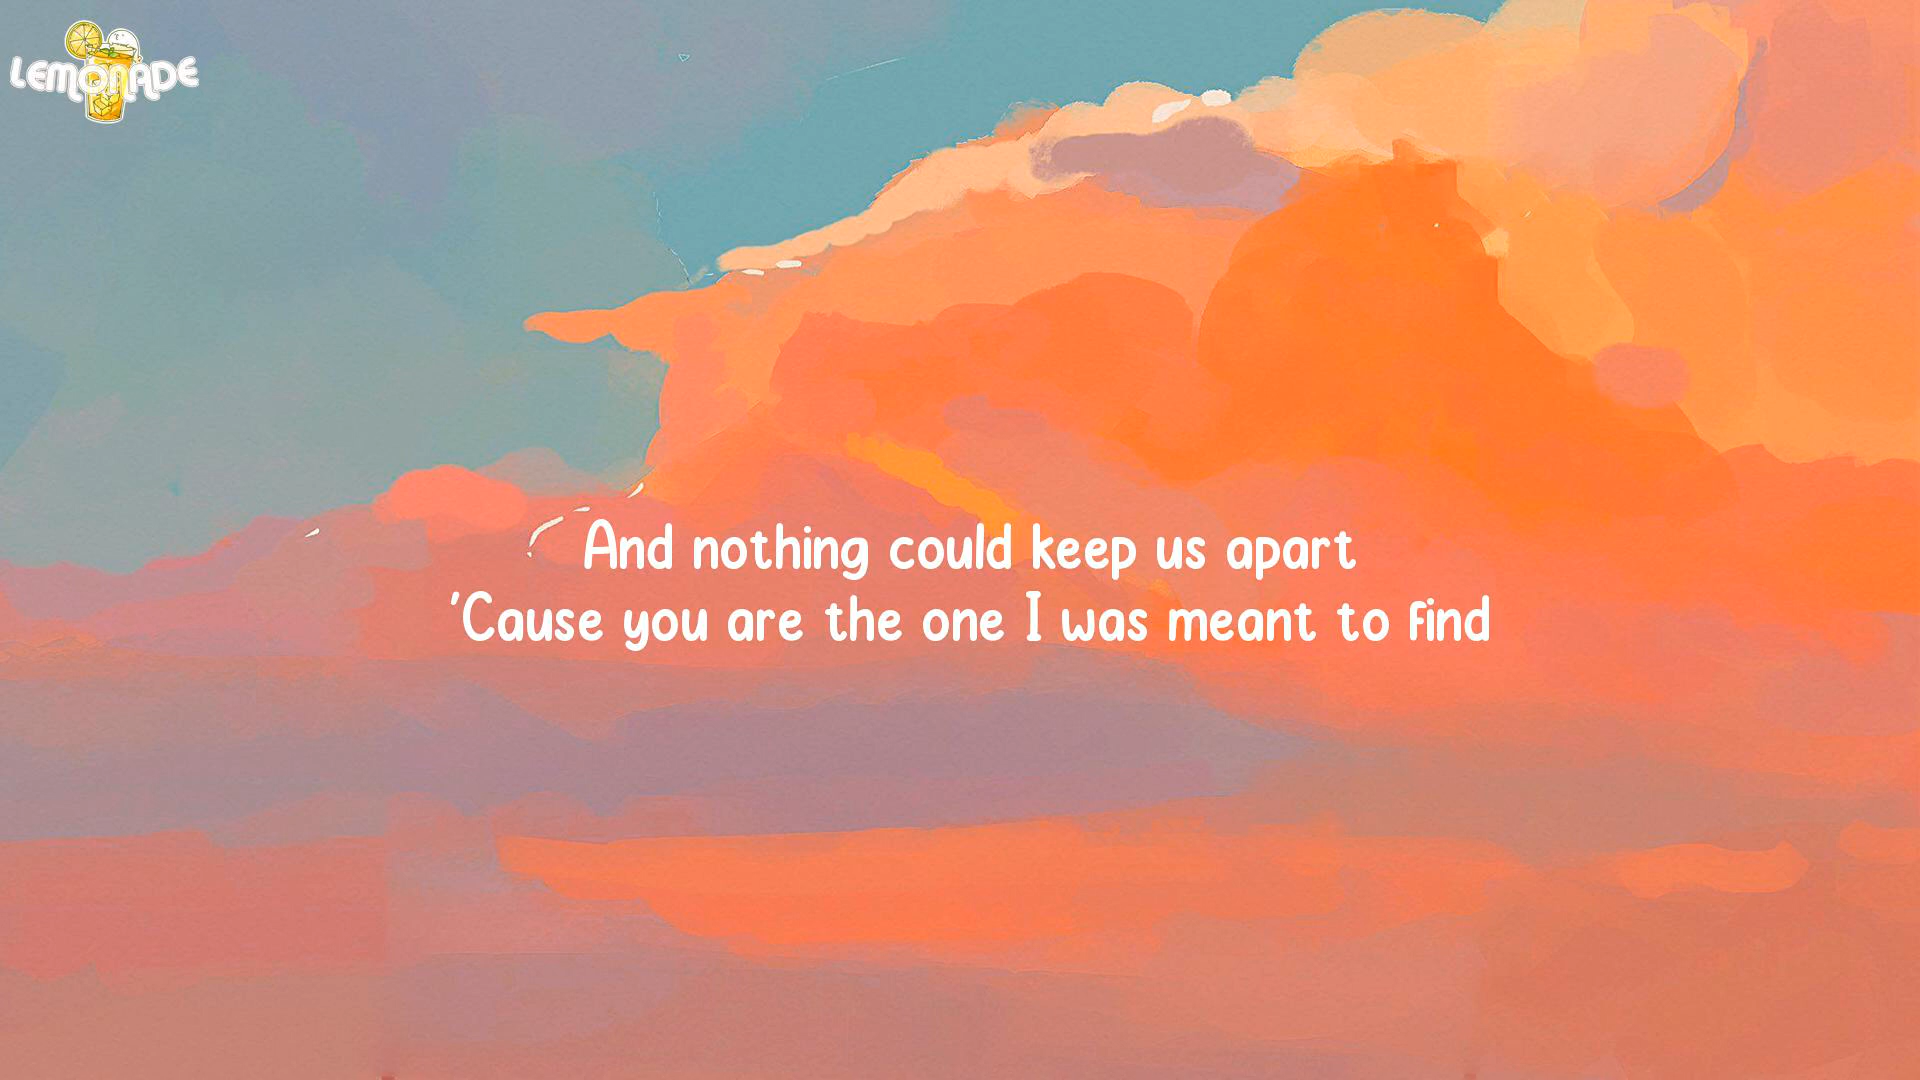 LEMONADE
And nothing could keep us apart
'Cause you are the one I was meant to find